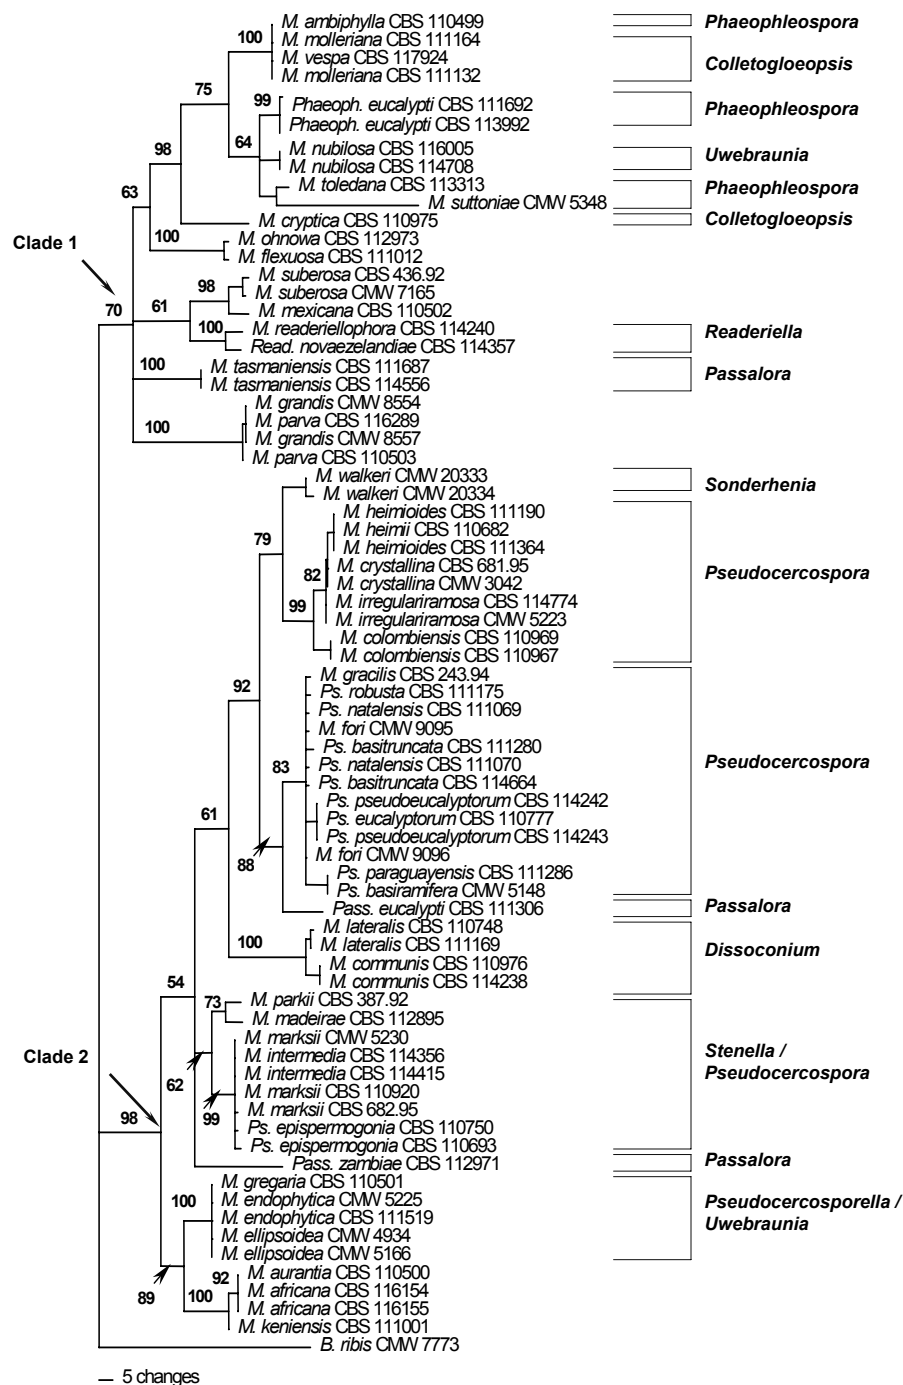 M. ambiphylla CBS 110499 Phaeophleospora
100 M. molleriana CBS 111164
M. vespa CBS 117924 Colletogloeopsis
M. molleriana CBS 111132
75
99 Phaeoph. eucalypti CBS 111692 Phaeophleospora
Phaeoph. eucalypti CBS 113992
64
98 M. nubilosa CBS 116005 Uwebraunia
M. nubilosa CBS 114708
63 M. toledana CBS 113313 Phaeophleospora
M. suttoniae CMW 5348
M. cryptica CBS 110975 Colletogloeopsis
Clade 1 100 M. ohnowa CBS 112973
M. flexuosa CBS 111012
98 M. suberosa CBS 436.92
M. suberosa CMW 7165
70 61 M. mexicana CBS 110502
100 M. readeriellophora CBS 114240 Readeriella
Read. novaezelandiae CBS 114357
100 M. tasmaniensis CBS 111687 Passalora
M. tasmaniensis CBS 114556
M. grandis CMW 8554
100 M. parva CBS 116289
M. grandis CMW 8557
M. parva CBS 110503
M. walkeri CMW 20333 Sonderhenia
M. walkeri CMW 20334
M. heimioides CBS 111190
79 M. heimii CBS 110682
M. heimioides CBS 111364
82 M. crystallina CBS 681.95 Pseudocercospora
M. crystallina CMW 3042
99 M. irregulariramosa CBS 114774
M. irregulariramosa CMW 5223
M. colombiensis CBS 110969
M. colombiensis CBS 110967
92 M. gracilis CBS 243.94
Ps. robusta CBS 111175
Ps. natalensis CBS 111069
M. fori CMW 9095
Ps. basitruncata CBS 111280
83 Ps. natalensis CBS 111070 Pseudocercospora
Ps. basitruncata CBS 114664
Ps. pseudoeucalyptorum CBS 114242
61 Ps. eucalyptorum CBS 110777
Ps. pseudoeucalyptorum CBS 114243
88 M. fori CMW 9096
Ps. paraguayensis CBS 111286
Ps. basiramifera CMW 5148
Pass. eucalypti CBS 111306 Passalora
M. lateralis CBS 110748
100 M. lateralis CBS 111169 Dissoconium
M. communis CBS 110976
54 M. communis CBS 114238
73 M. parkii CBS 387.92
M. madeirae CBS 112895
M. marksii CMW 5230
Clade 2 M. intermedia CBS 114356 Stenella /
62 M. intermedia CBS 114415 Pseudocercospora
M. marksii CBS 110920
99 M. marksii CBS 682.95
98 Ps. epispermogonia CBS 110750
Ps. epispermogonia CBS 110693
Pass. zambiae CBS 112971 Passalora
M. gregaria CBS 110501
100 M. endophytica CMW 5225 Pseudocercosporella /
M. endophytica CBS 111519 Uwebraunia
M. ellipsoidea CMW 4934
M. ellipsoidea CMW 5166
92 M. aurantia CBS 110500
89 100 M. africana CBS 116154
M. africana CBS 116155
M. keniensis CBS 111001
B. ribis CMW 7773
5 changes